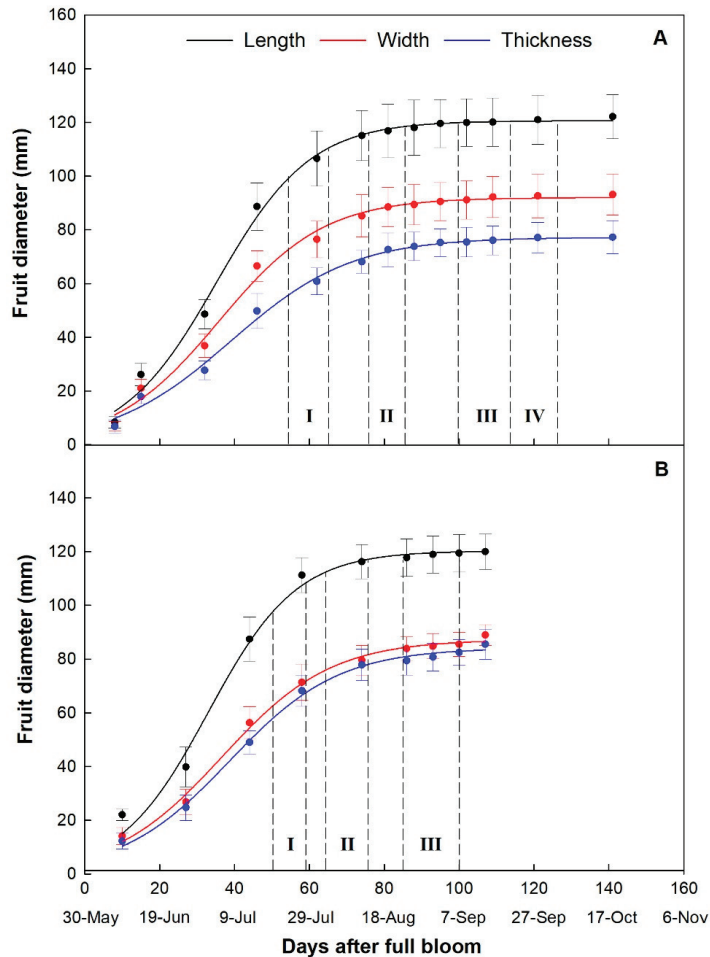 160
Length Width Thickness A
140
120
100
80
60
40
20
0
Fruit diameter (mm)
I II III IV
B
140
120
100
80
60
40
20
0
Fruit diameter (mm)
I II III
0 20 40 60 80 100 120 140 160
30-May 19-Jun 9-Jul 29-Jul 18-Aug 7-Sep 27-Sep 17-Oct 6-Nov
Days after full bloom